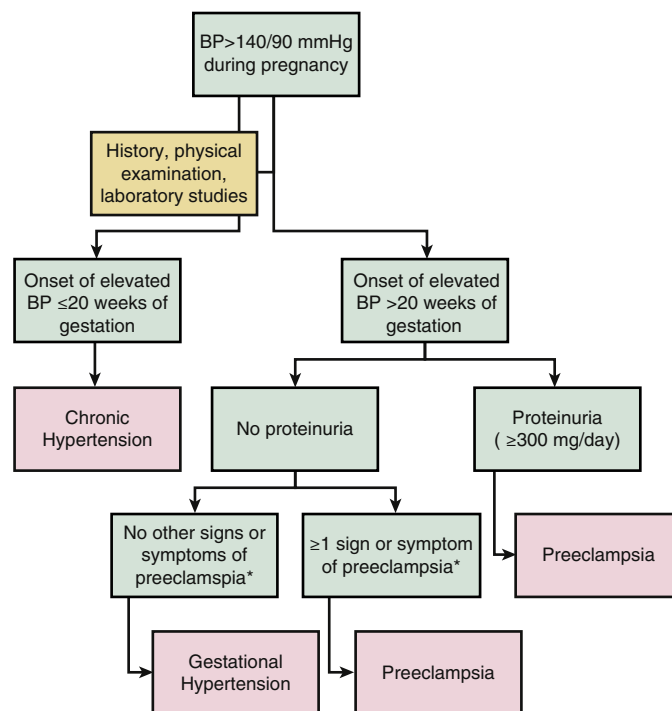 BP>140/90 mmHg
during pregnancy
History, physical
examination,
laboratory studies
Onset of elevated
BP ≤20 weeks of
gestation
Onset of elevated
BP >20 weeks of
gestation
Chronic
Hypertension
No proteinuria
Proteinuria
( ≥300 mg/day)
No other signs or
symptoms of
preeclamspia*
≥1 sign or symptom
of preeclampsia*
Preeclampsia
Gestational
Hypertension
Preeclampsia